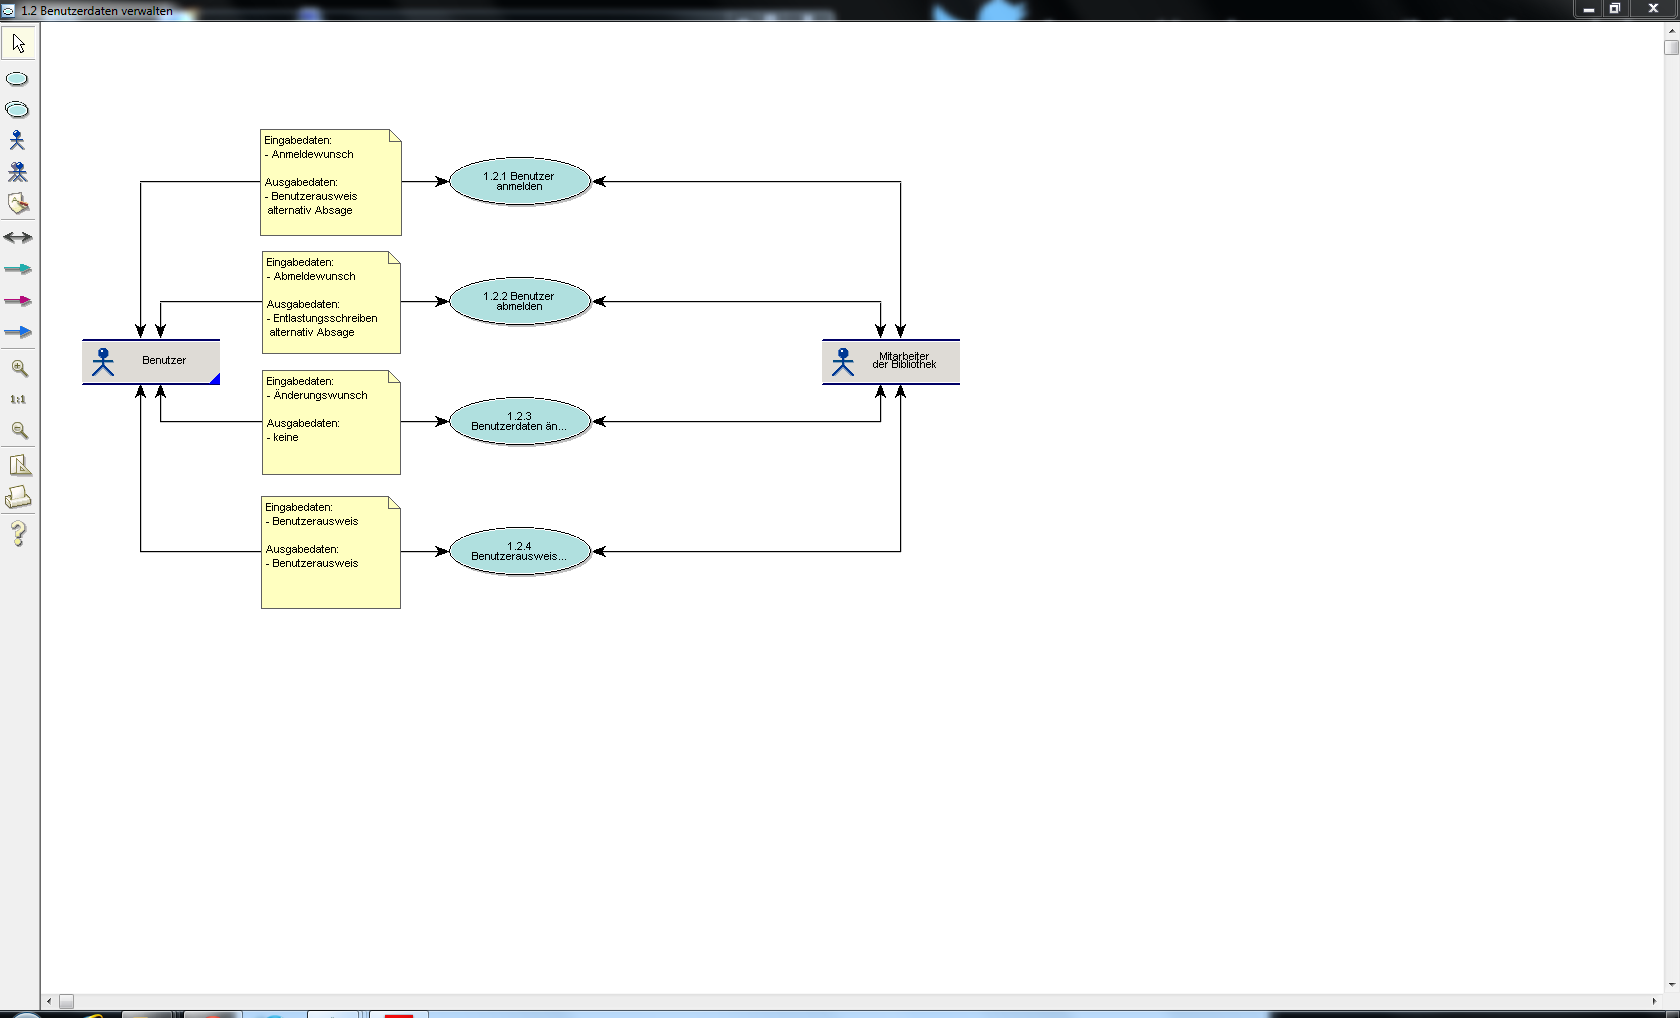 1.2 Benutzerdaten verwalten
Eingabedaten:
- Anmeldewunsch
Ausgabedaten:
- Benutzerausweis
alternativ Absage
1.2.1 Benutzer
anmelden
Eingabedaten:
- Abmeldewunsch
Ausgabedaten:
- Entlastungsschreiben
alternativ Absage
1.2.2 Benutzer
abmelden
Benutzer
Mitarbeiter
der Bibliothek
Eingabedaten:
- Änderungswunsch
Ausgabedaten:
- keine
1.2.3
Benutzerdaten än...
1:1
Eingabedaten:
- Benutzerausweis
Ausgabedaten:
- Benutzerausweis
1.2.4
Benutzerausweis...